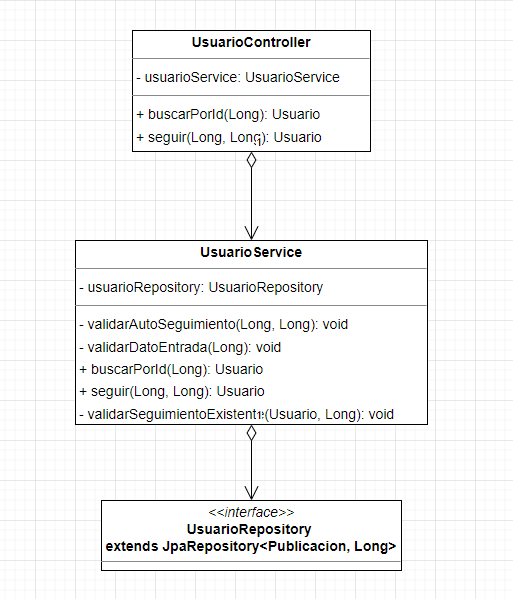 UsuarioController
- usuarioService: UsuarioService
+ buscarPorId(Long): Usuario
+ seguir(Long, Long): Usuario
UsuarioService
- usuarioRepository: UsuarioRepository
- validarAutoSeguimiento(Long, Long): void
- validarDatoEntrada(Long): void
+ buscarPorId(Long): Usuario
+ seguir(Long, Long): Usuario
- validarSeguimientoExistente(Usuario, Long): void
<<interface>>
UsuarioRepository
extends JpaRepository<Publicacion, Long>